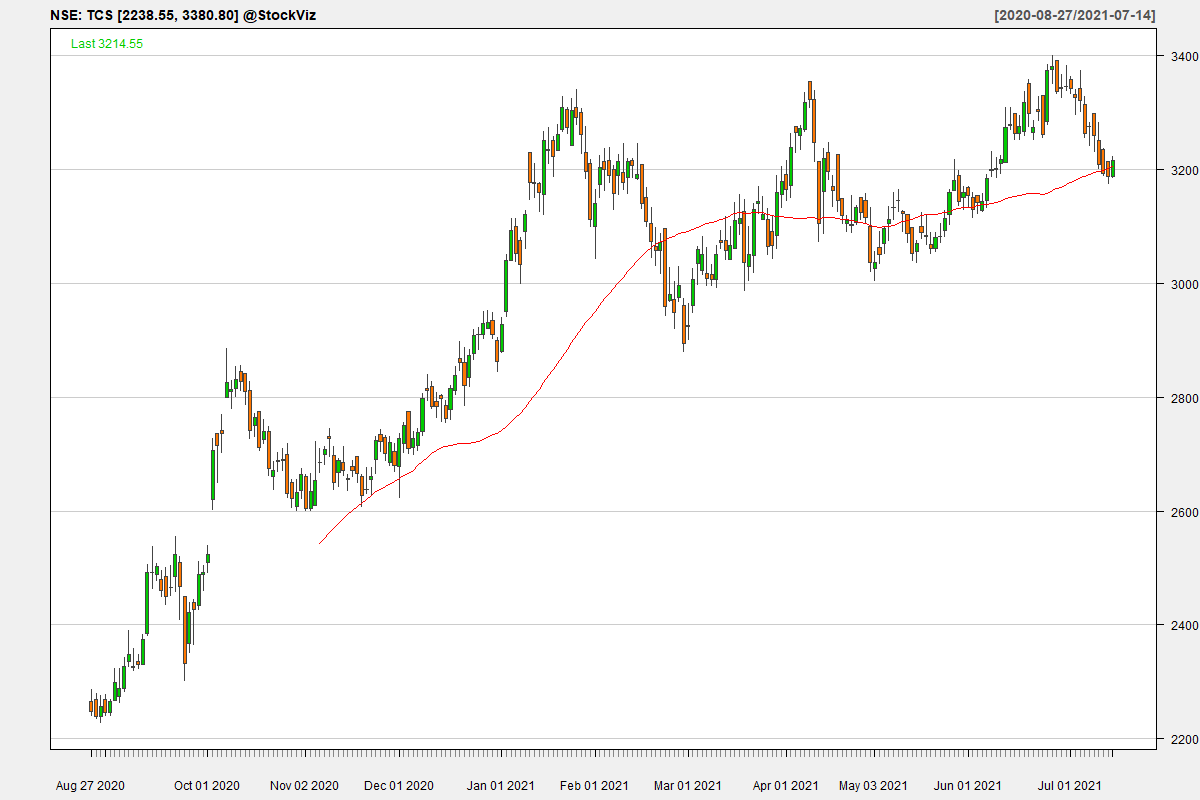 NSE: TCS [2238.55, 3380.80] @StockViz [2020-08-27/2021-07-14]
Last 3214.55
3400
3200
3000
2800
2600
2400
2200
Aug 27 2020 Oct 01 2020 Nov 02 2020 Dec 01 2020 Jan 01 2021 Feb 01 2021 Mar 01 2021 Apr 01 2021 May 03 2021 Jun 01 2021 Jul 01 2021